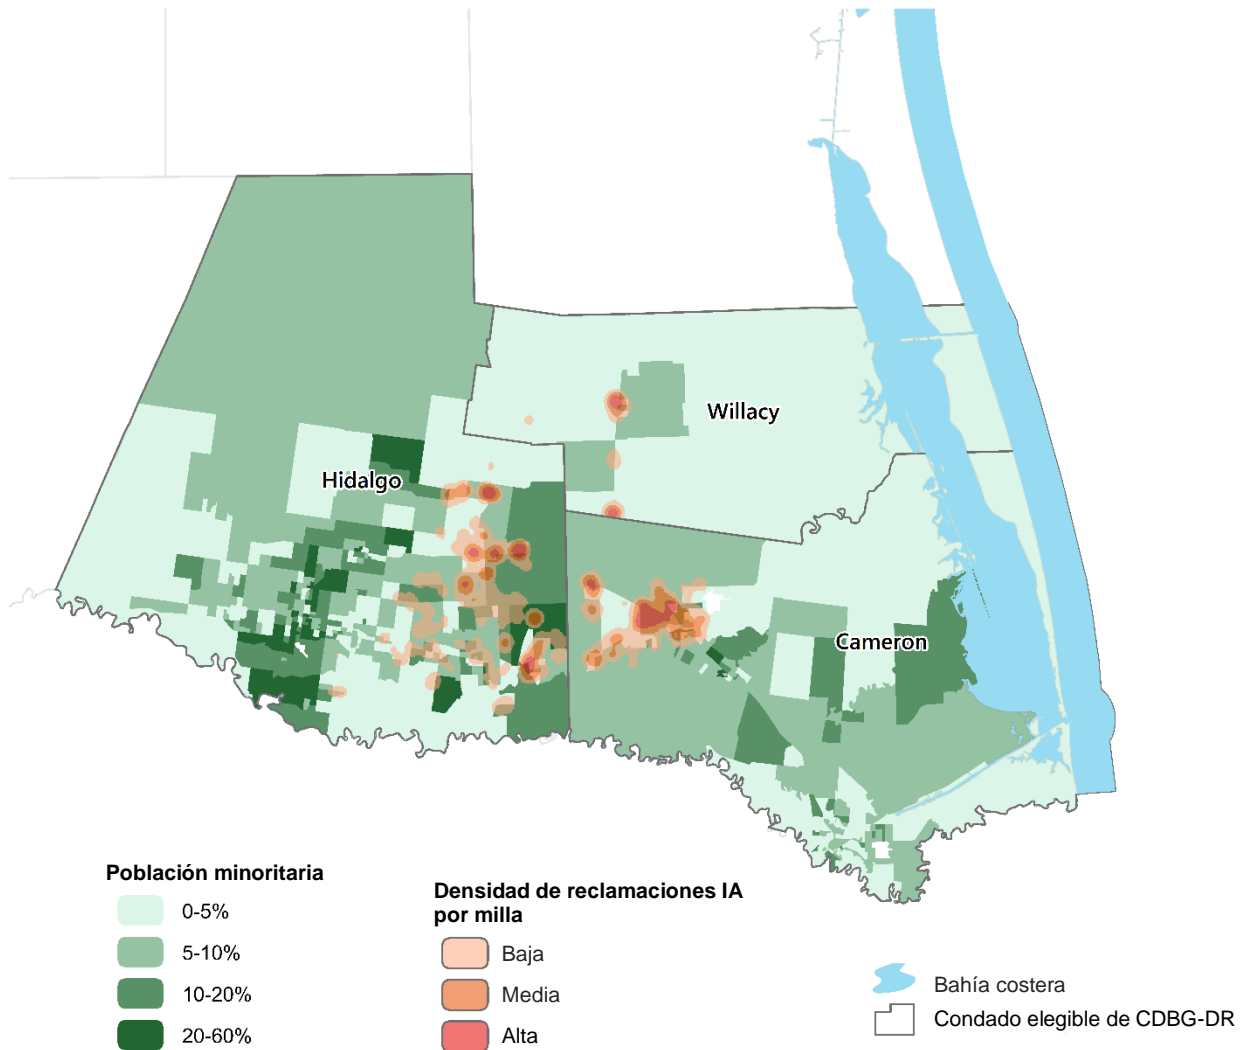 Willacy
Hidalgo
Cameron
Población minoritaria
0-5%
5-10%
10-20%
20-60%
Densidad de reclamaciones IA
por milla
Baja
Media
Alta
Bahía costera
Condado elegible de CDBG-DR